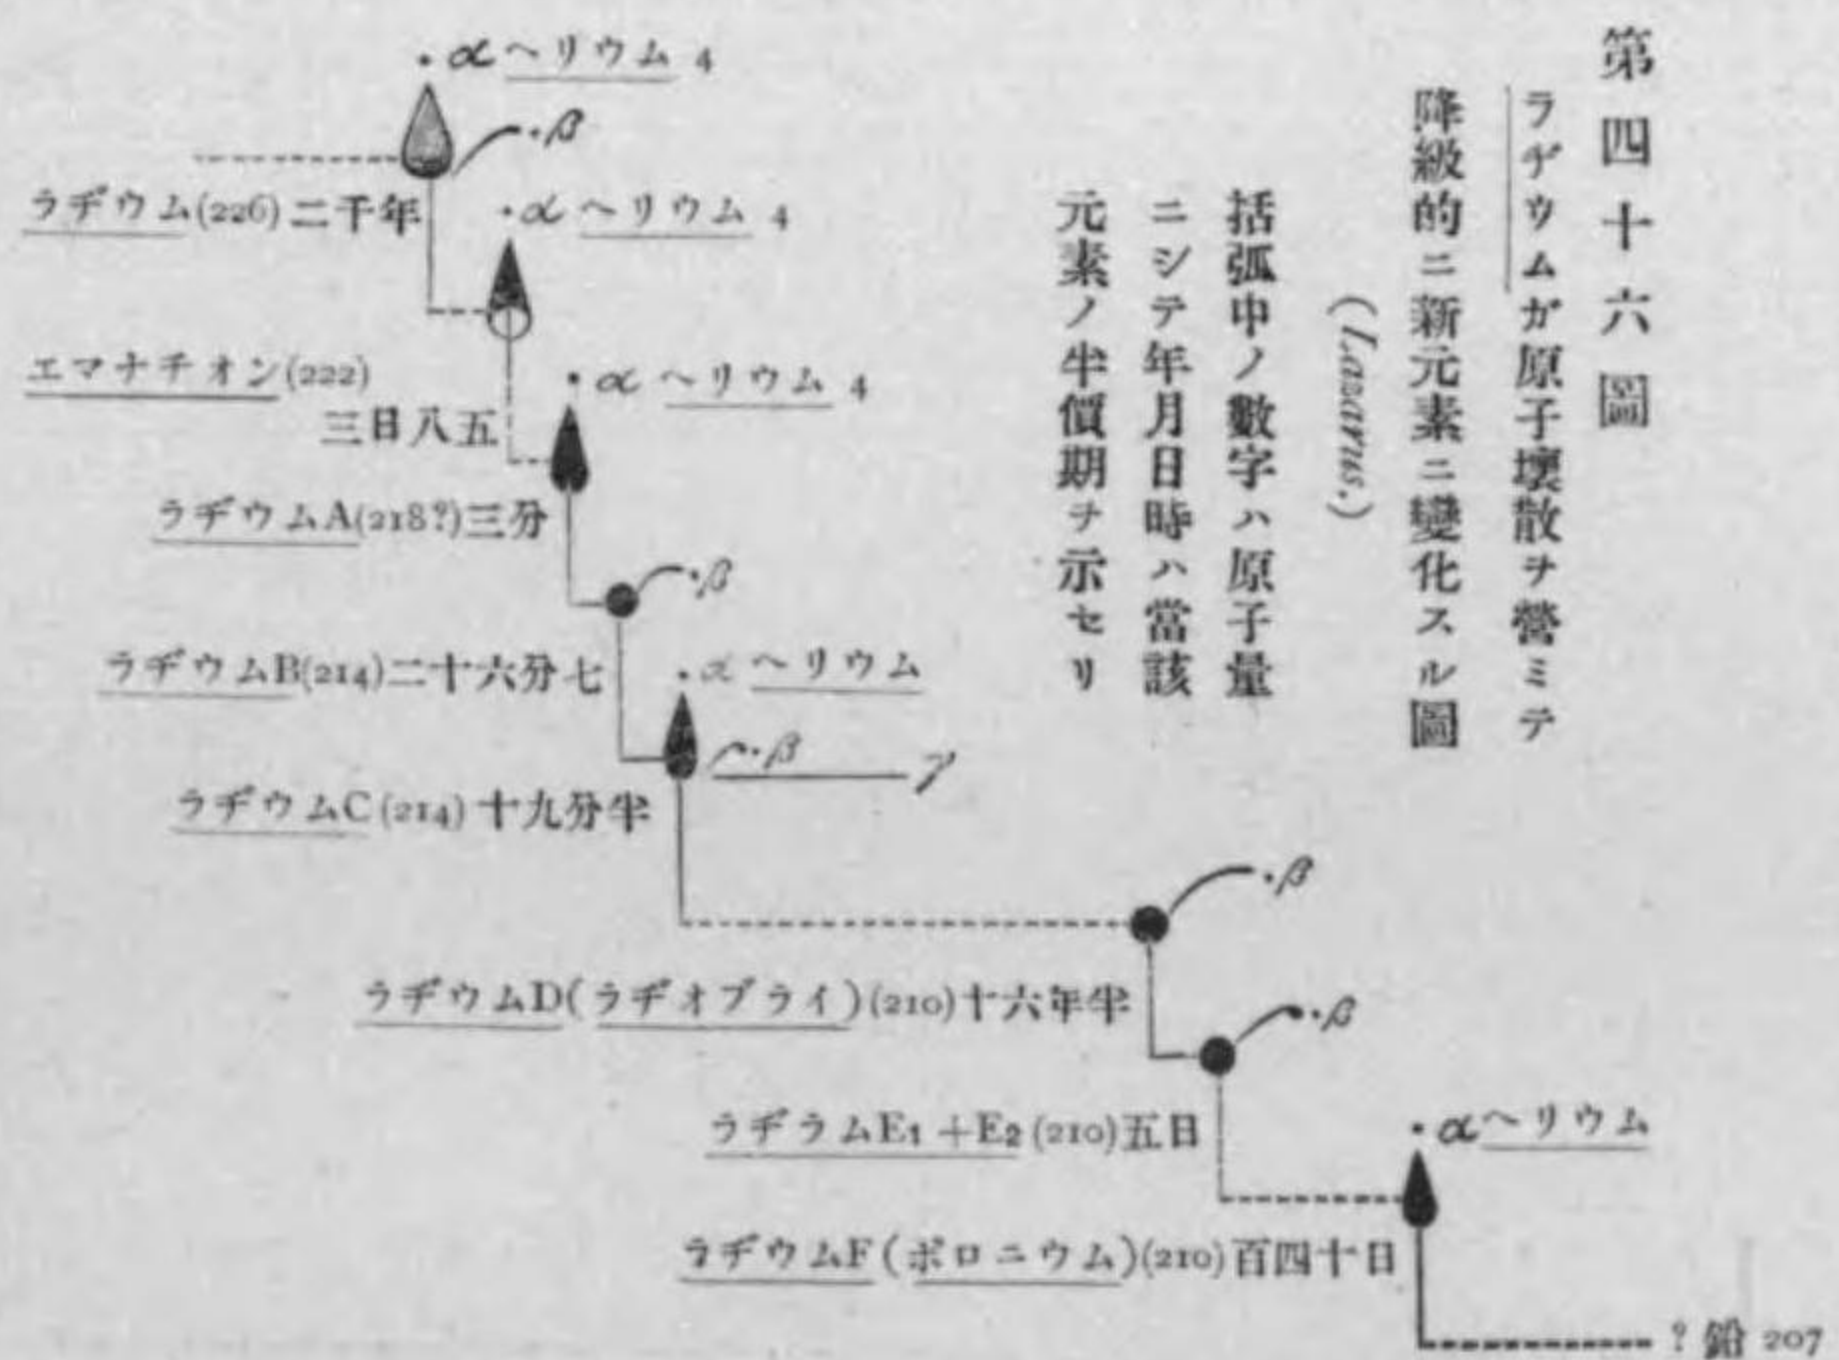 第四十六圖
ラヂウムガ原子壞散ヲ營ミテ
降級的ニ新元素ニ變化スル圖
(Lazarus.)
括弧中ノ數字ハ原子量
ニシテ年月日時ハ當該
元素ノ半價期ヲ示セリ
α ヘリウム 4
β
ラヂウム(226)二千年
α ヘリウム 4
エマナチオン(222)
三日八五
α ヘリウム 4
ラヂウムA(218?)三分
β
ラヂウムB(214)二十六分七
α ヘリウム
β γ
ラヂウムC(214)十九分半
β
ラヂウムD(ラヂオブライ)(210)十六年半
β
ラヂラムE1+E2(210)五日
α ヘリウム
ラヂウムF(ポロニウム)(210)百四十日
? 鉛 207